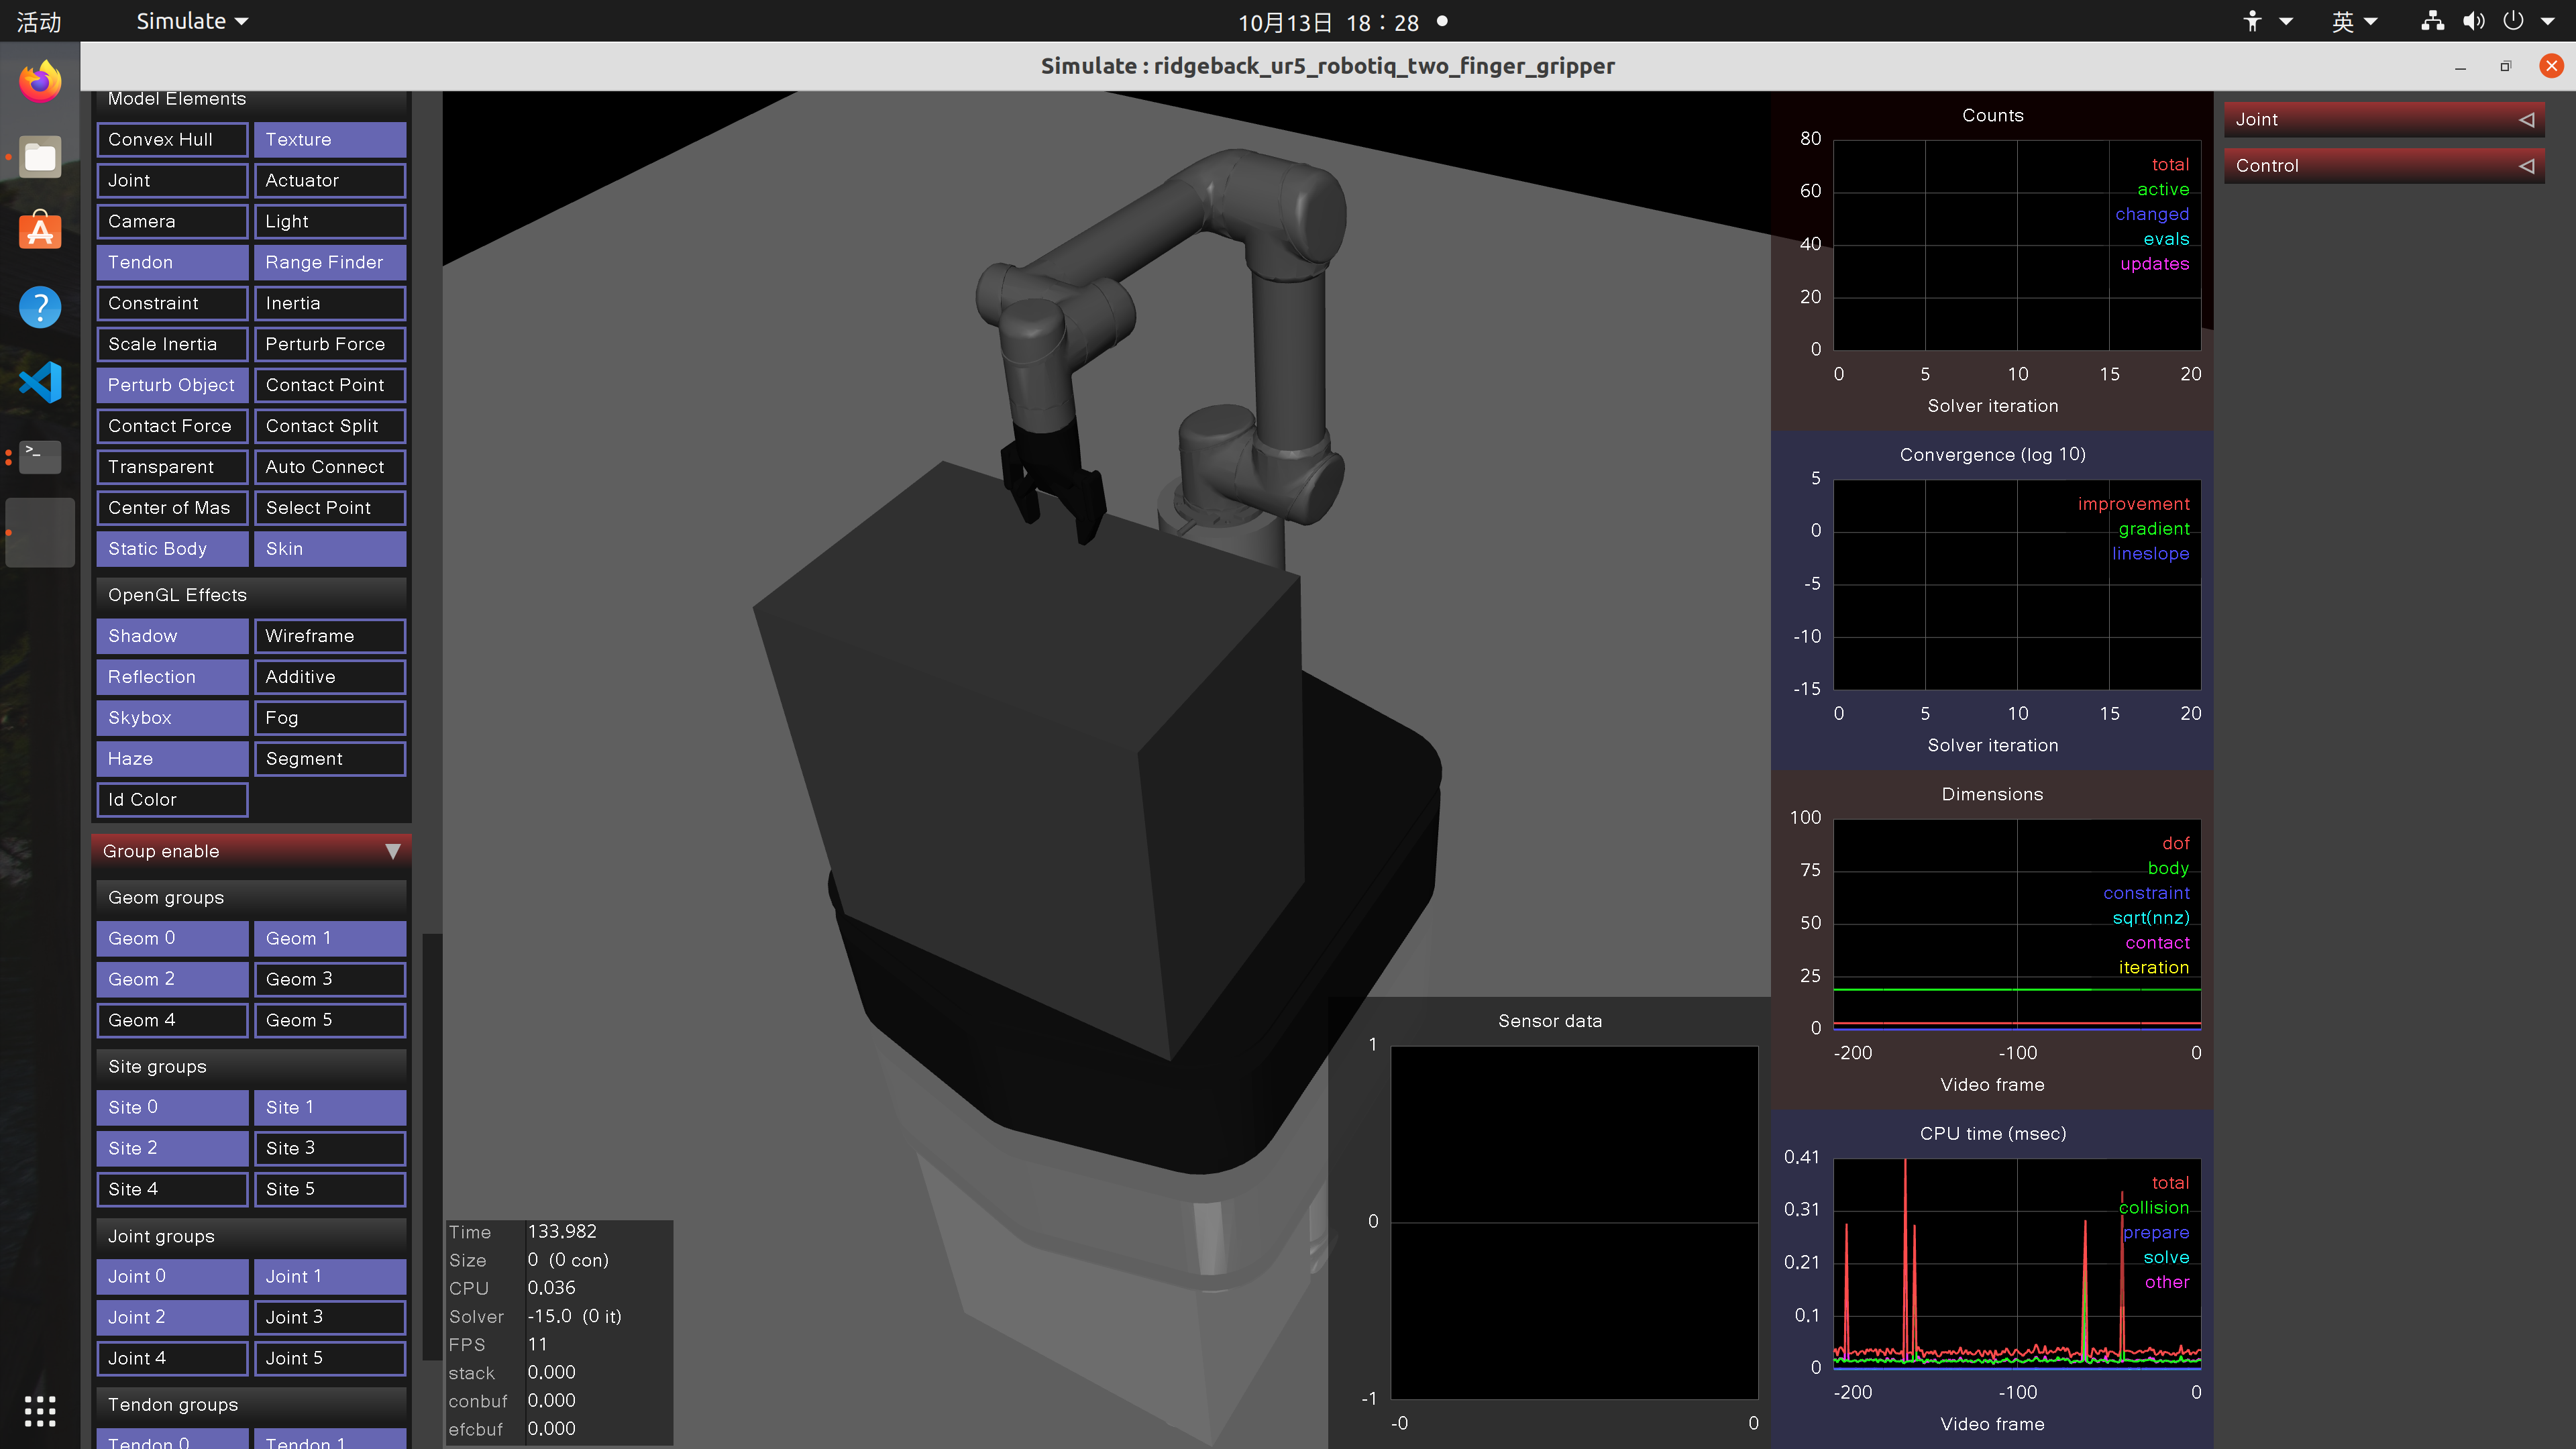 活动 Simulate 10月13日 18：28 英
Simulate : ridgeback_ur5_robotiq_two_finger_gripper
Model Elements
Convex Hull Texture
Joint Actuator
Camera Light
Tendon Range Finder
Constraint Inertia
Scale Inertia Perturb Force
Perturb Object Contact Point
Contact Force Contact Split
Transparent Auto Connect
Center of Mas Select Point
Static Body Skin
OpenGL Effects
Shadow Wireframe
Reflection Additive
Skybox Fog
Haze Segment
Id Color
Group enable
Geom groups
Geom 0 Geom 1
Geom 2 Geom 3
Geom 4 Geom 5
Site groups
Site 0 Site 1
Site 2 Site 3
Site 4 Site 5
Joint groups
Joint 0 Joint 1
Joint 2 Joint 3
Joint 4 Joint 5
Tendon groups
Tendon 0 Tendon 1
Time 133.982
Size 0 (0 con)
CPU 0.036
Solver -15.0 (0 it)
FPS 11
stack 0.000
conbuf 0.000
efcbuf 0.000
Sensor data
1
0
-1
-0 0
Counts
80
60
40
20
0
total
active
changed
evals
updates
0 5 10 15 20
Solver iteration
Convergence (log 10)
5
0
-5
-10
-15
improvement
gradient
lineslope
0 5 10 15 20
Solver iteration
Dimensions
100
75
50
25
0
dof
body
constraint
sqrt(nnz)
contact
iteration
-200 -100 0
Video frame
CPU time (msec)
0.41
0.31
0.21
0.1
0
total
collision
prepare
solve
other
-200 -100 0
Video frame
Joint
Control